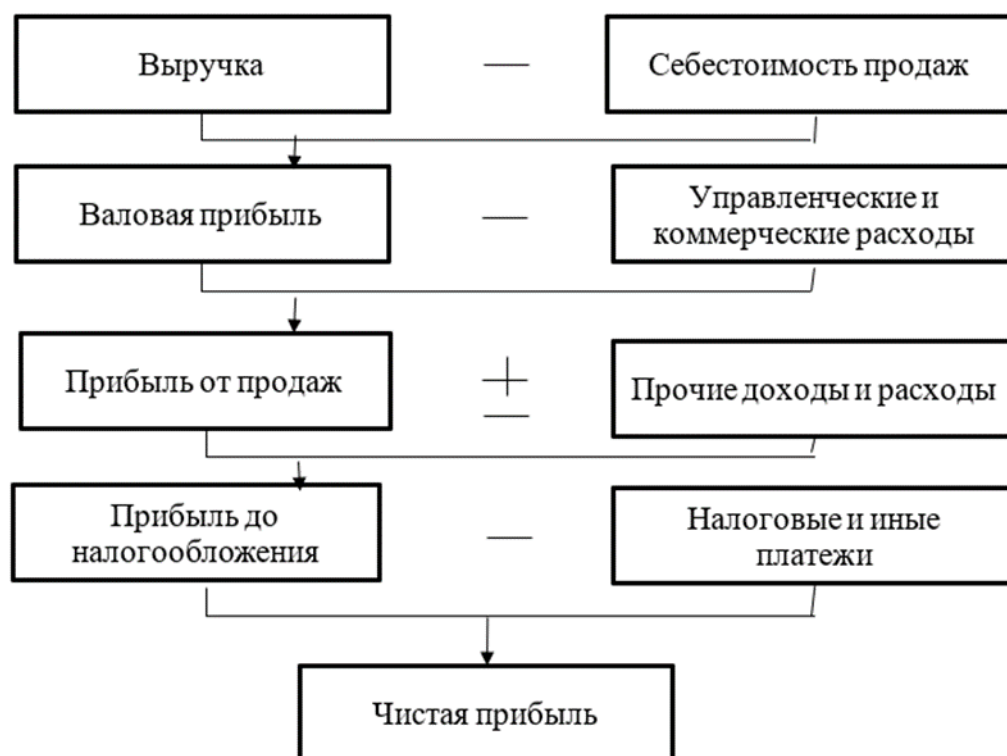 Выручка
—
Себестоимость продаж
Валовая прибыль
—
Управленческие и
коммерческие расходы
Прибыль от продаж
+
—
Прочие доходы и расходы
Прибыль до
налогообложения
—
Налоговые и иные
платежи
Чистая прибыль